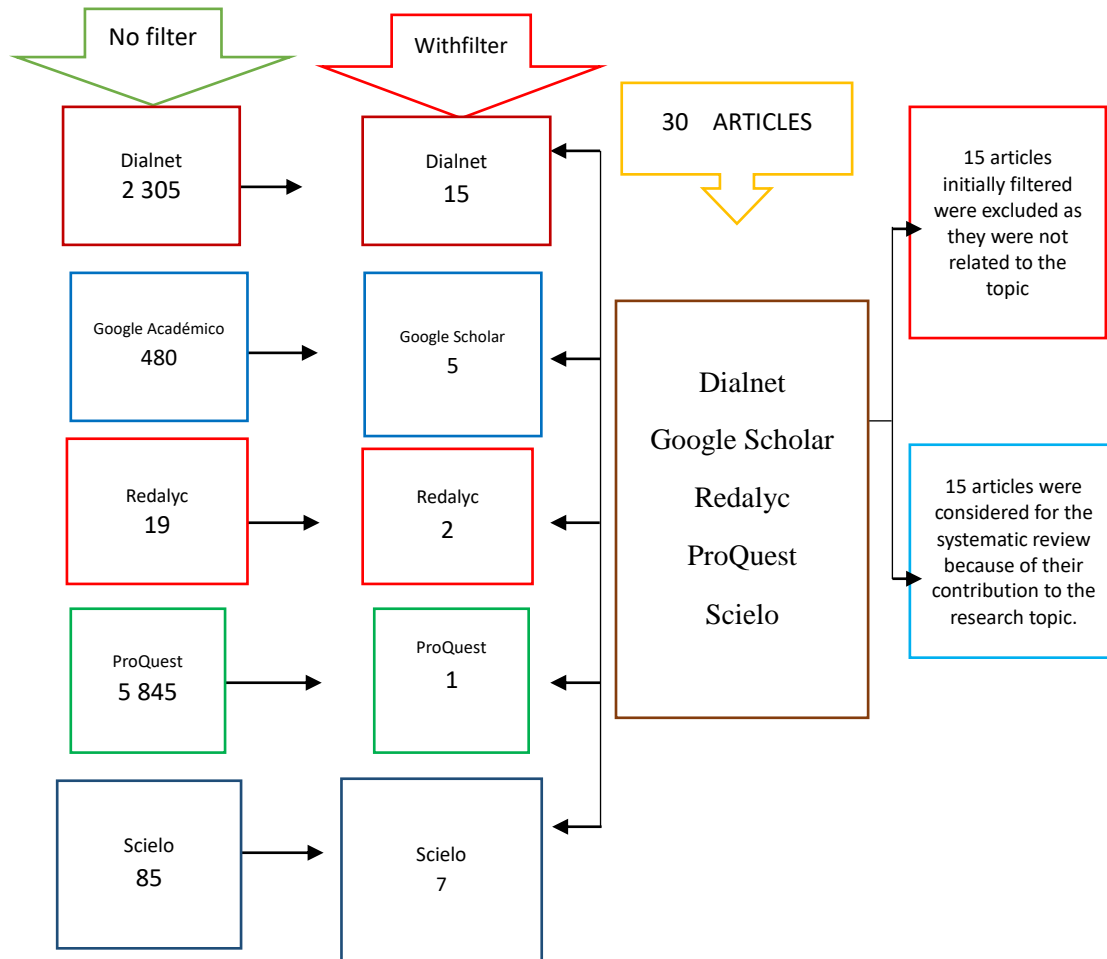 No filter
Withfilter
30 ARTICLES
Dialnet
2 305
Dialnet
15
15 articles
initially filtered
were excluded as
they were not
related to the
topic
Google Académico
480
Google Scholar
5
Dialnet
Google Scholar
Redalyc
ProQuest
Scielo
Redalyc
19
Redalyc
2
15 articles were
considered for the
systematic review
because of their
contribution to the
research topic.
ProQuest
5 845
ProQuest
1
Scielo
85
Scielo
7